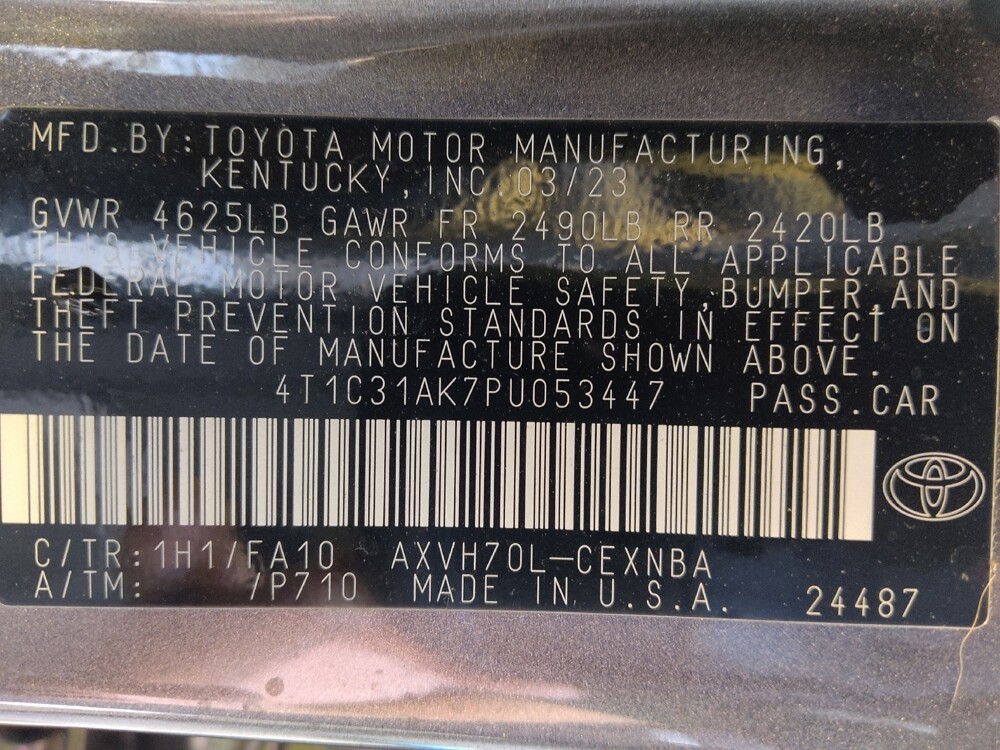 MFD.BY:TOYOTA MOTOR MANUFACTURING,
KENTUCKY,INC.03/23
GVWR 4625LB GAWR FR 2490LB RR 2420LB
THIS VEHICLE CONFORMS TO ALL APPLICABLE
FEDERAL MOTOR VEHICLE SAFETY,BUMPER,AND
THEFT PREVENTION STANDARDS IN EFFECT ON
THE DATE OF MANUFACTURE SHOWN ABOVE.
4T1C31AK7PU053447 PASS.CAR
C/TR:1H1/FA10 AXVH70L-CEXNBA
A/TM: /P710 MADE IN U.S.A. 24487